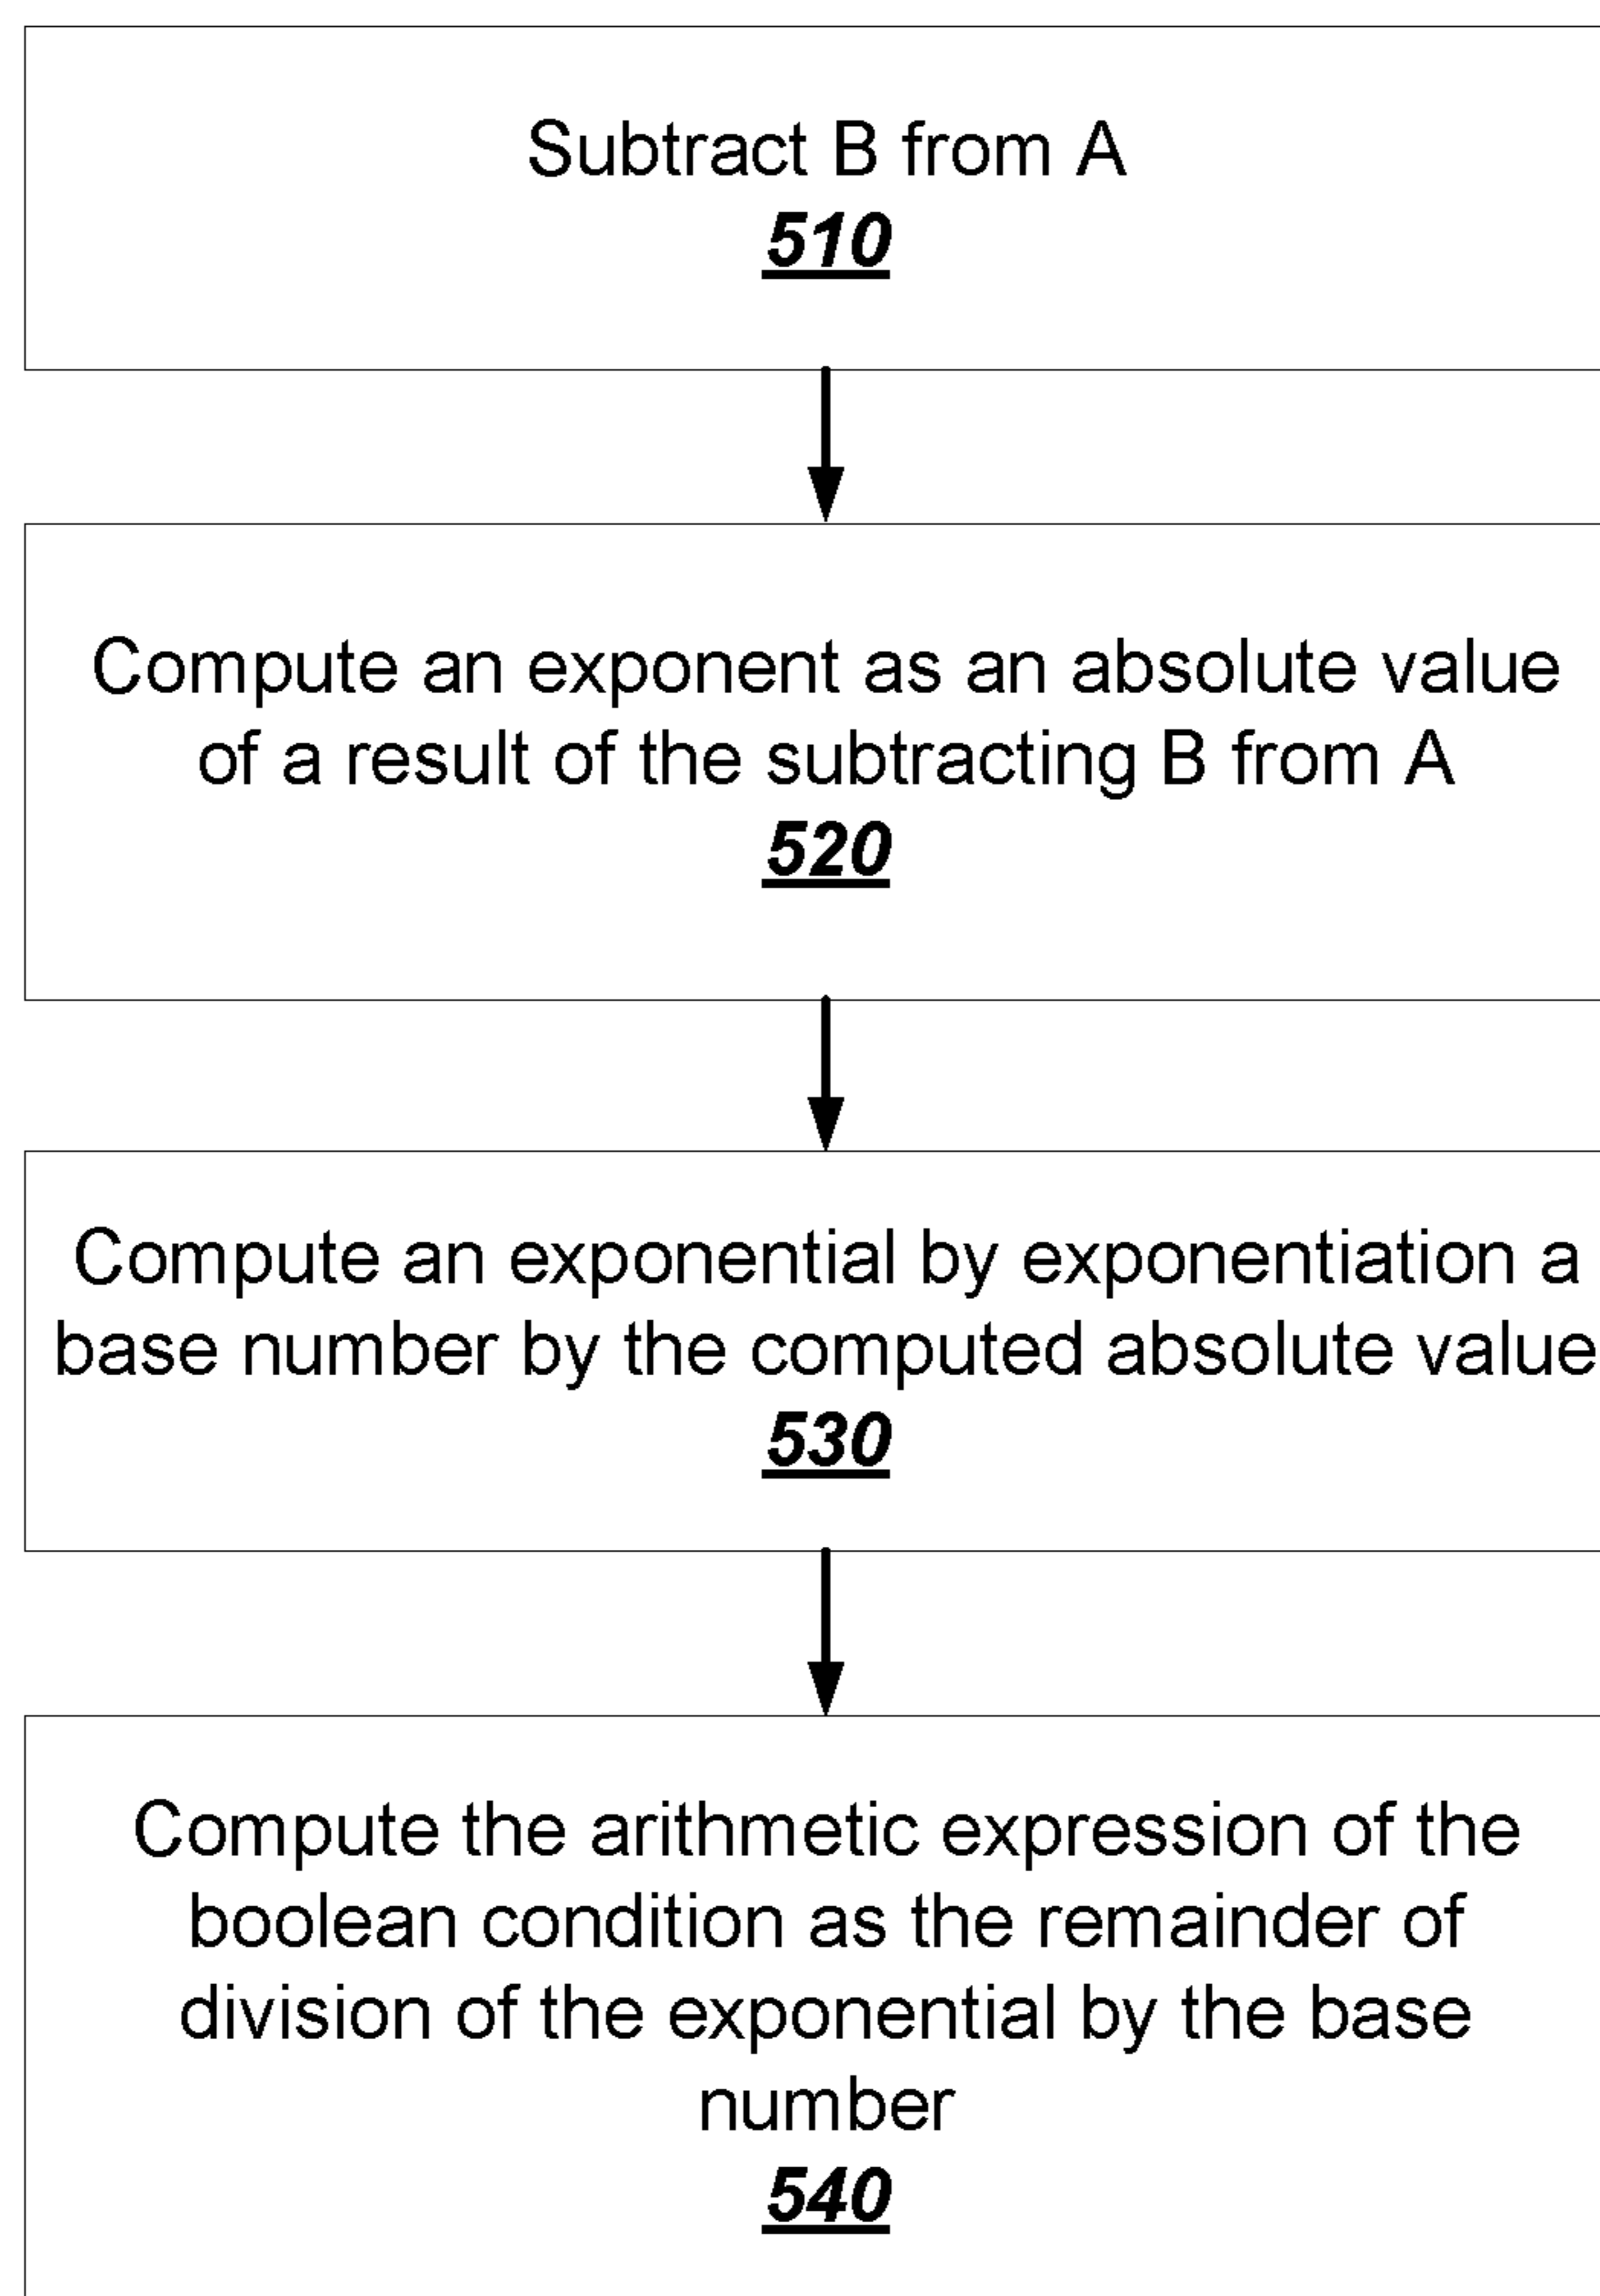 Subtract B from A
510
Compute an exponent as an absolute value
of a result of the subtracting B from A
520
Compute an exponential by exponentiation a
base number by the computed absolute value
530
Compute the arithmetic expression of the
boolean condition as the remainder of
division of the exponential by the base
number
540